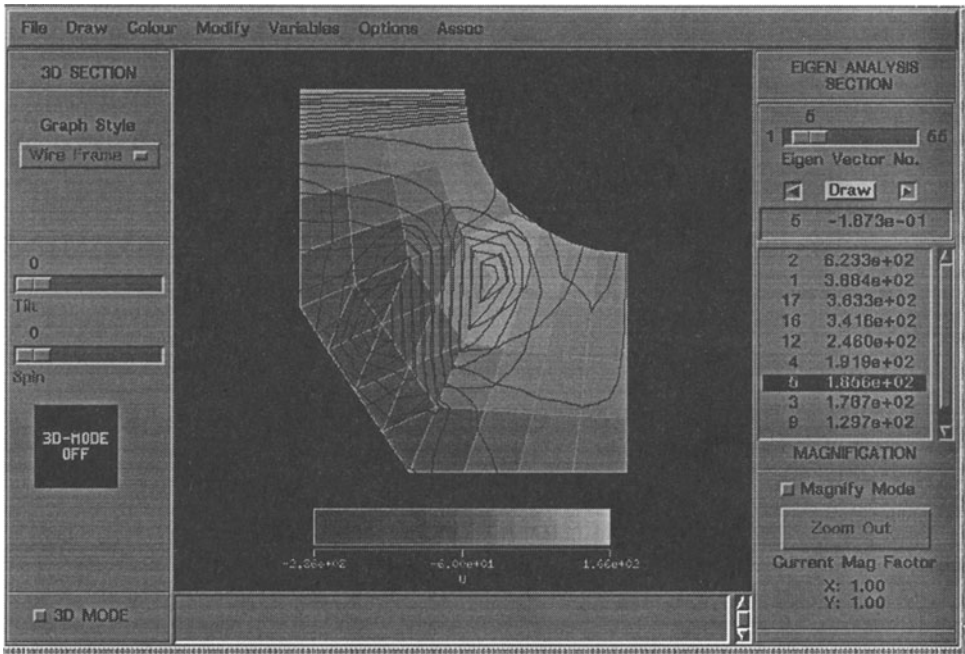 File Draw Colour Modify Variables Options Assoc
3D SECTION
Graph Style
Wire Frame
0
Tilt
0
Spin
3D-MODE
OFF
3D MODE
-6.00e+01
1.66e+02
U
EIGEN ANALYSIS
SECTION
5
1 66
Eigen Vector No.
Draw
5 -1.873e-01
2 6.233e+02
1 3.884e+02
17 3.633e+02
16 3.416e+02
12 2.460e+02
4 1.919e+02
5 1.866e+02
3 1.787e+02
9 1.297e+02
MAGNIFICATION
Magnify Mode
Zoom Out
Current Mag Factor
X: 1.00
Y: 1.00